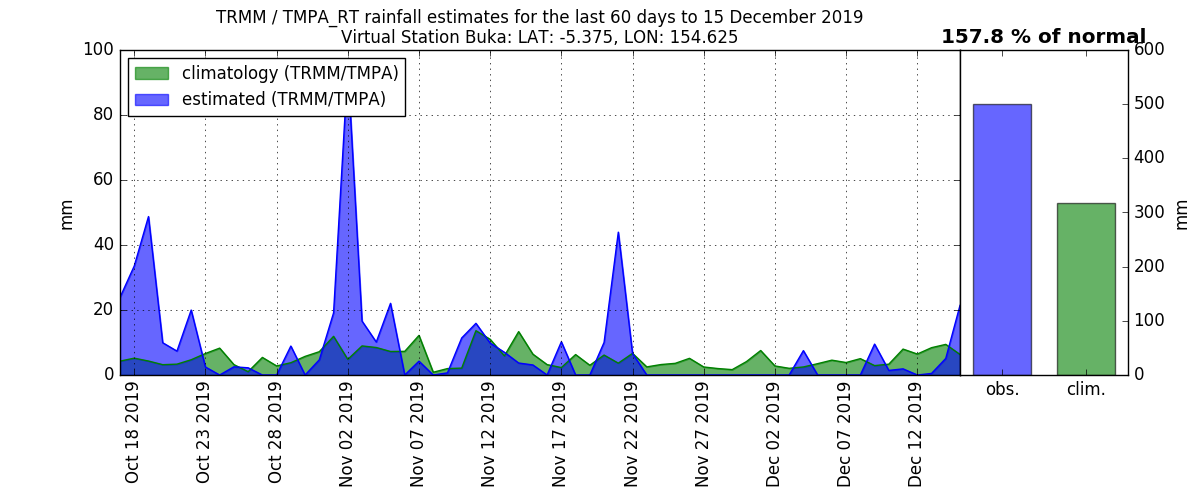 TRMM / TMPA_RT rainfall estimates for the last 60 days to 15 December 2019
Virtual Station Buka: LAT: -5.375, LON: 154.625
157.8 % of normal
climatology (TRMM/TMPA)
estimated (TRMM/TMPA)
100
80
60
40
20
0
mm
Oct 18 2019
Oct 23 2019
Oct 28 2019
Nov 02 2019
Nov 07 2019
Nov 12 2019
Nov 17 2019
Nov 22 2019
Nov 27 2019
Dec 02 2019
Dec 07 2019
Dec 12 2019
600
500
400
300
200
100
0
mm
obs.
clim.